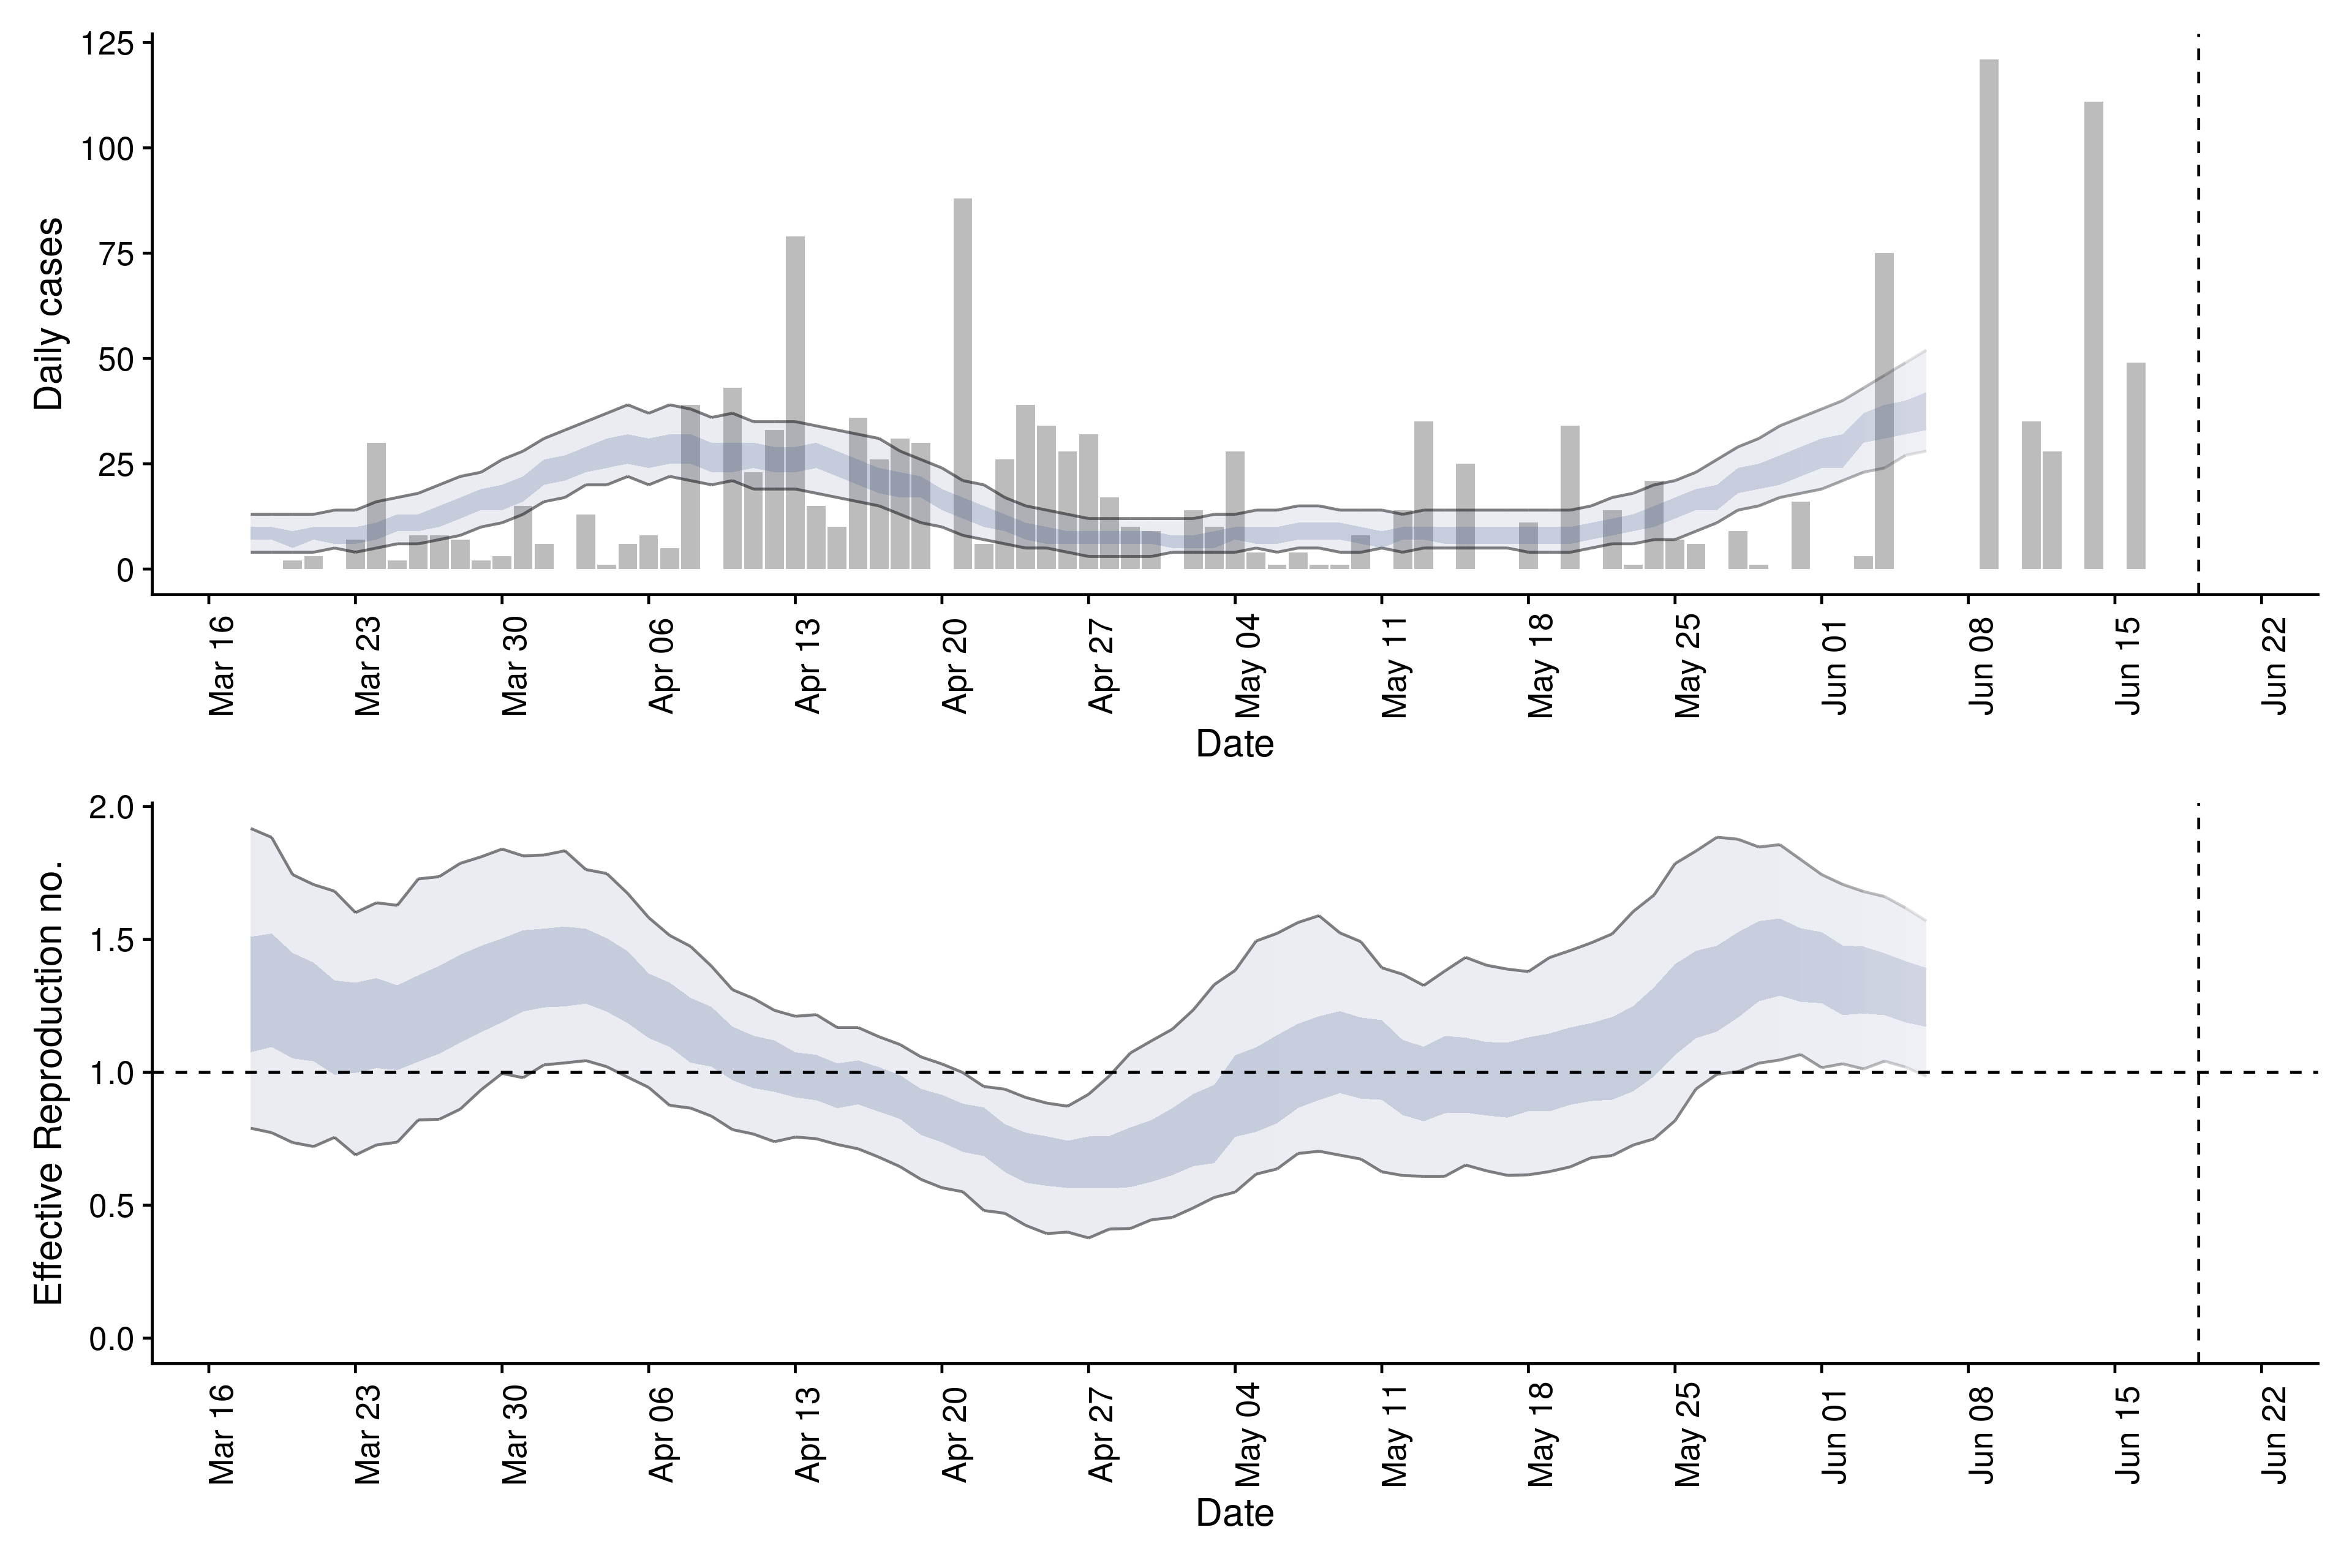 Daily cases
125
100
75
50
25
0
Mar 16
Mar 23
Mar 30
Apr 06
Apr 13
Apr 20
Apr 27
May 04
May 11
May 18
May 25
Jun 01
Jun 08
Jun 15
Jun 22
Date
Effective Reproduction no.
2.0
1.5
1.0
0.5
0.0
Mar 16
Mar 23
Mar 30
Apr 06
Apr 13
Apr 20
Apr 27
May 04
May 11
May 18
May 25
Jun 01
Jun 08
Jun 15
Jun 22
Date